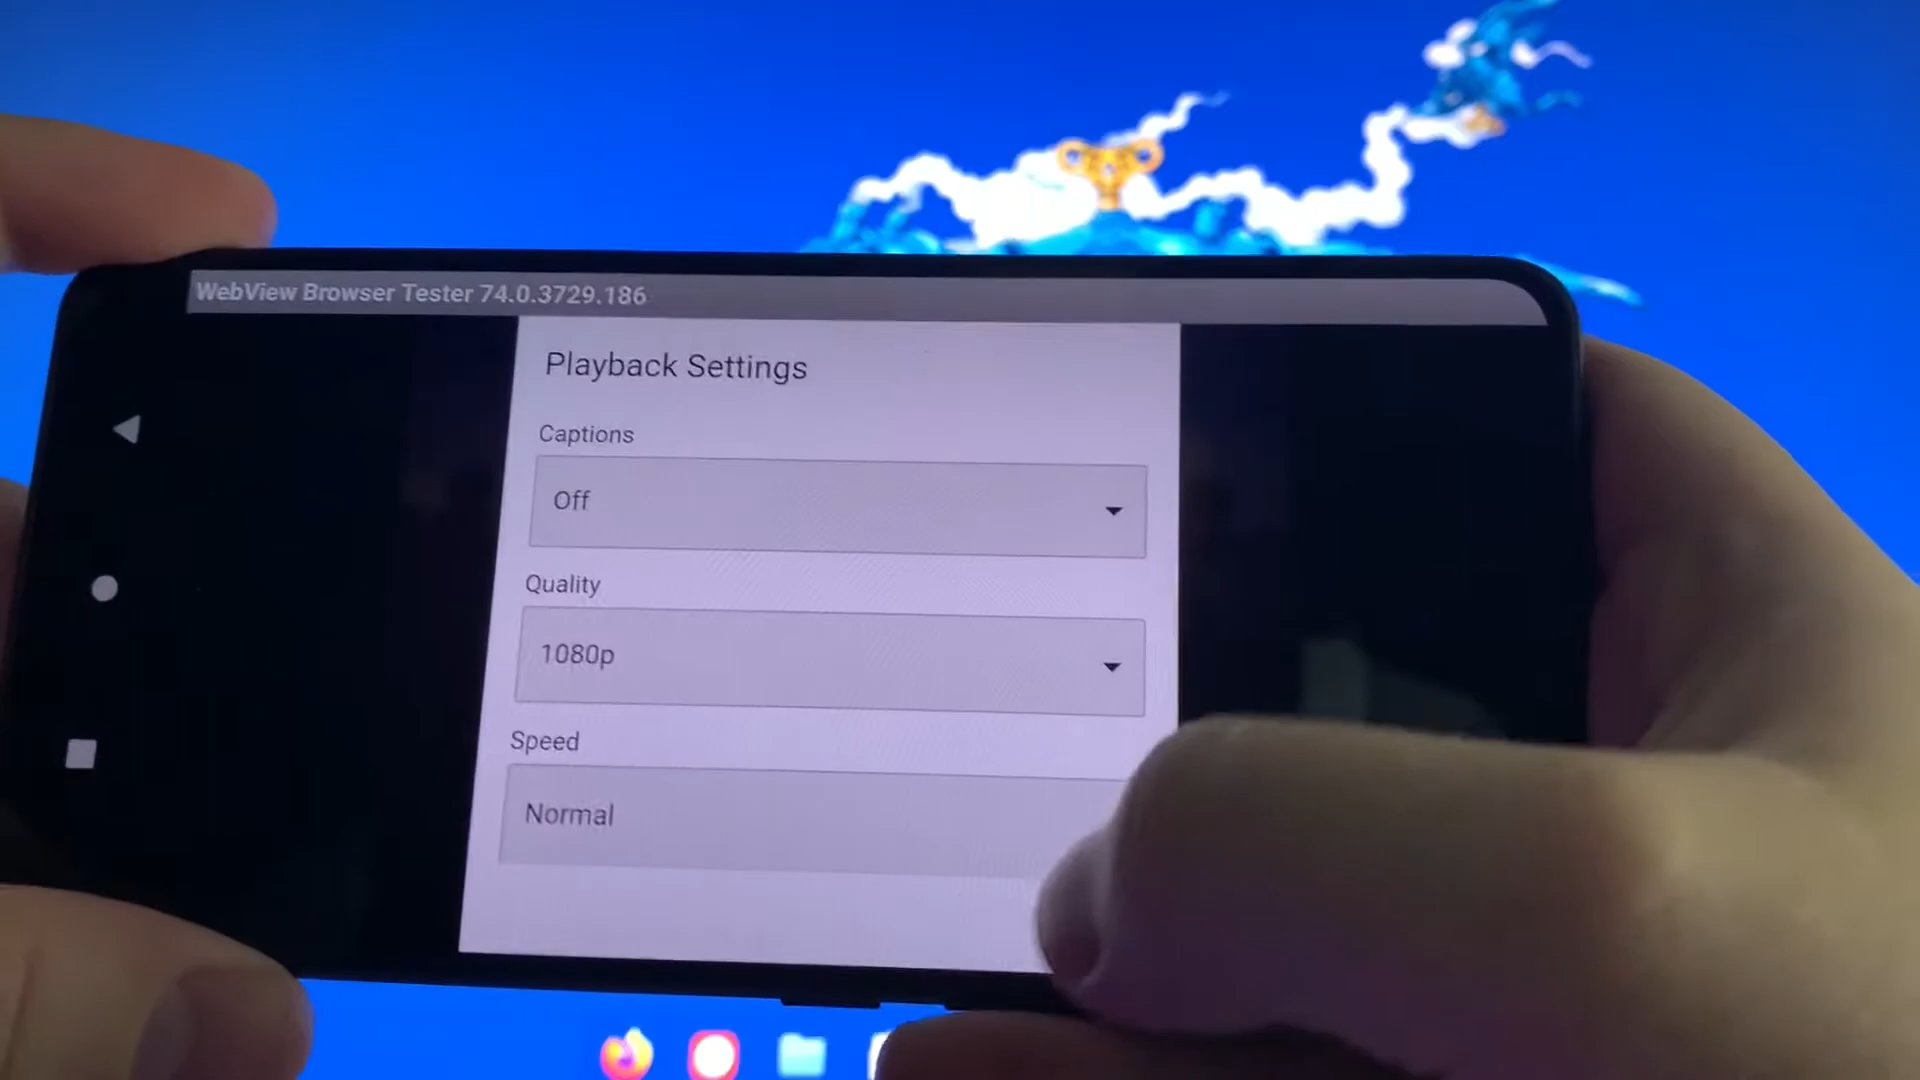 WebView Browser Tester 74.0.3729.186
Playback Settings
Captions
Off
Quality
1080p
Speed
Normal